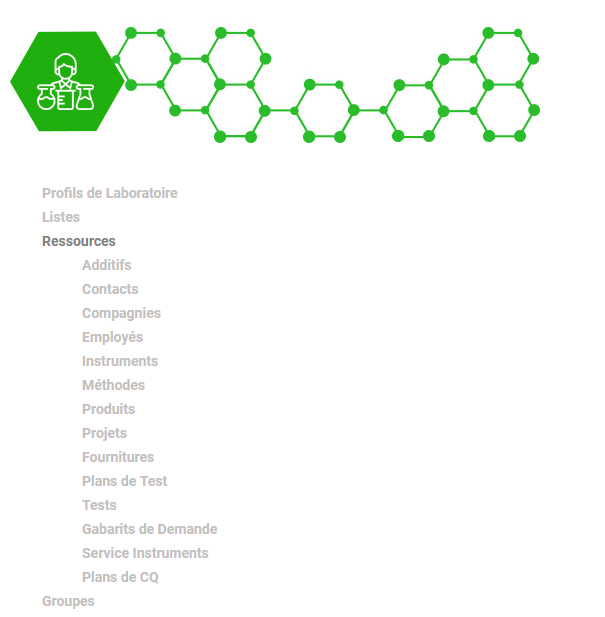 Profils de Laboratoire
Listes
Ressources
Additifs
Contacts
Compagnies
Employés
Instruments
Méthodes
Produits
Projets
Fournitures
Plans de Test
Tests
Gabarits de Demande
Service Instruments
Plans de CQ
Groupes